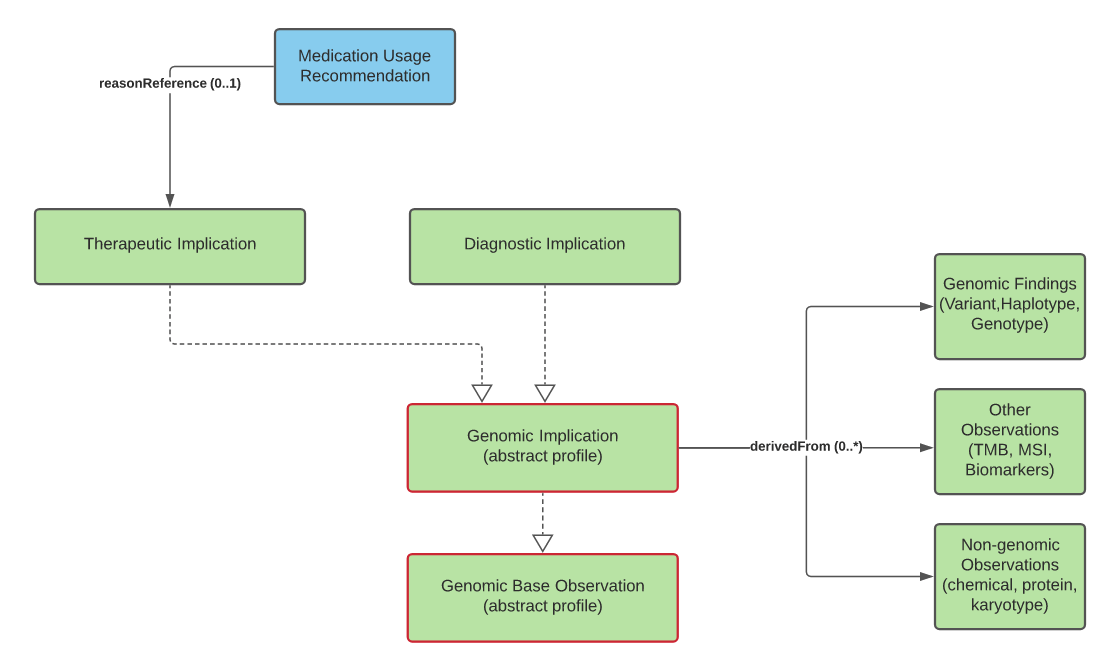 Medication Usage
Recommendation
reasonReference (0..1)
Therapeutic Implication
Diagnostic Implication
Genomic Findings
(Variant,Haplotype,
Genotype)
Genomic Implication
(abstract profile)
derivedFrom (0..*)
Other
Observations
(TMB, MSI,
Biomarkers)
Genomic Base Observation
(abstract profile)
Non-genomic
Observations
(chemical, protein,
karyotype)